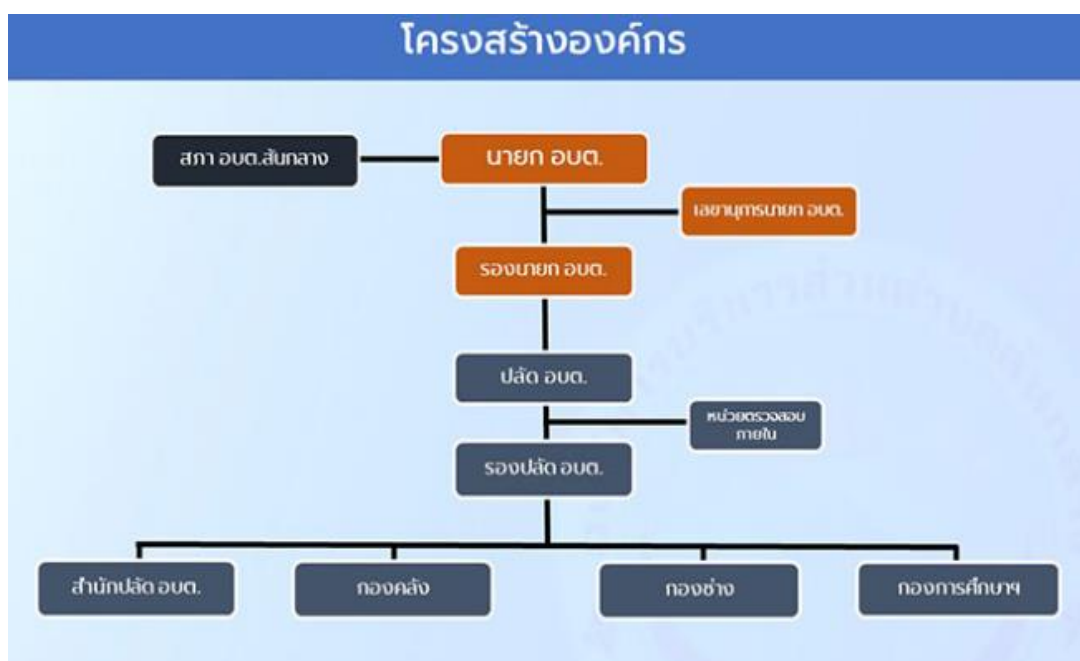 โครงสร้างองค์กร
สภา อบต.สันกลาง
นายก อบต.
เลขานุการนายก อบต.
รองนายก อบต.
ปลัด อบต.
หน่วยตรวจสอบ
ภายใน
รองปลัด อบต.
สำนักปลัด อบต.
กองคลัง
กองช่าง
กองการศึกษาฯ